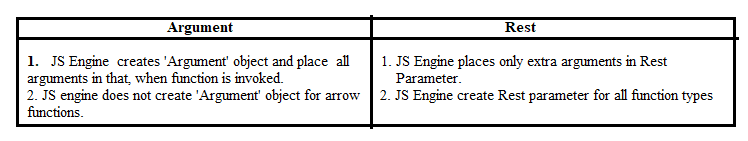 Argument
Rest
1. JS Engine creates 'Argument' object and place all
arguments in that, when function is invoked.
2. JS engine does not create 'Argument' object for arrow
functions.
1. JS Engine places only extra arguments in Rest
Parameter.
2. JS Engine create Rest parameter for all function types